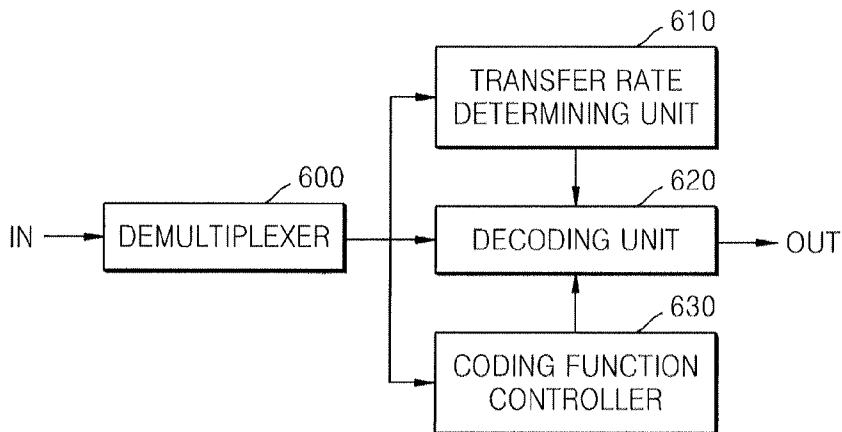 610
TRANSFER RATE
DETERMINING UNIT
600
620
IN
DEMULTIPLEXER
DECODING UNIT
OUT
630
CODING FUNCTION
CONTROLLER